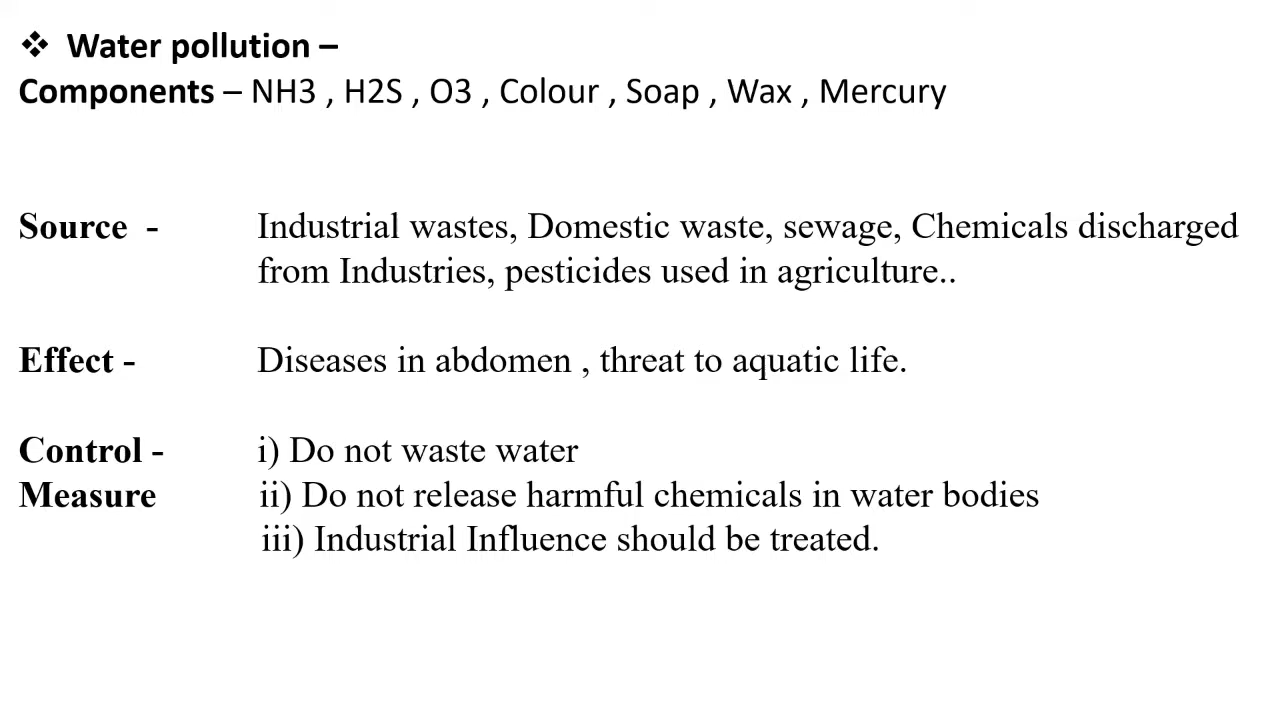 ❖ Water pollution –
Components – NH3 , H2S , O3 , Colour , Soap , Wax , Mercury
Source - Industrial wastes, Domestic waste, sewage, Chemicals discharged
from Industries, pesticides used in agriculture..
Effect - Diseases in abdomen , threat to aquatic life.
Control - i) Do not waste water
Measure ii) Do not release harmful chemicals in water bodies
iii) Industrial Influence should be treated.